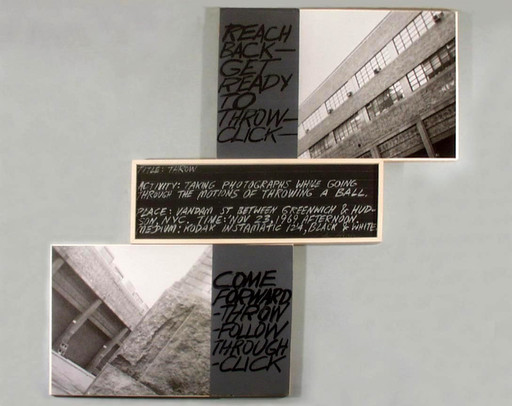 REACH
BACK—
GET
READY
TO
THROW—
CLICK—
TITLE: THROW
ACTIVITY: TAKING PHOTOGRAPHS WHILE GOING
THROUGH THE MOTIONS OF THROWING A BALL.
PLACE: VANDAM ST BETWEEN GREENWICH & HUD-
SON NYC. TIME: NOV 23, 1969 AFTERNOON.
MEDIUM: KODAK INSTAMATIC 124, BLACK & WHITE
COME
FORWARD,
-THROW
-FOLLOW
THROUGH
-CLICK